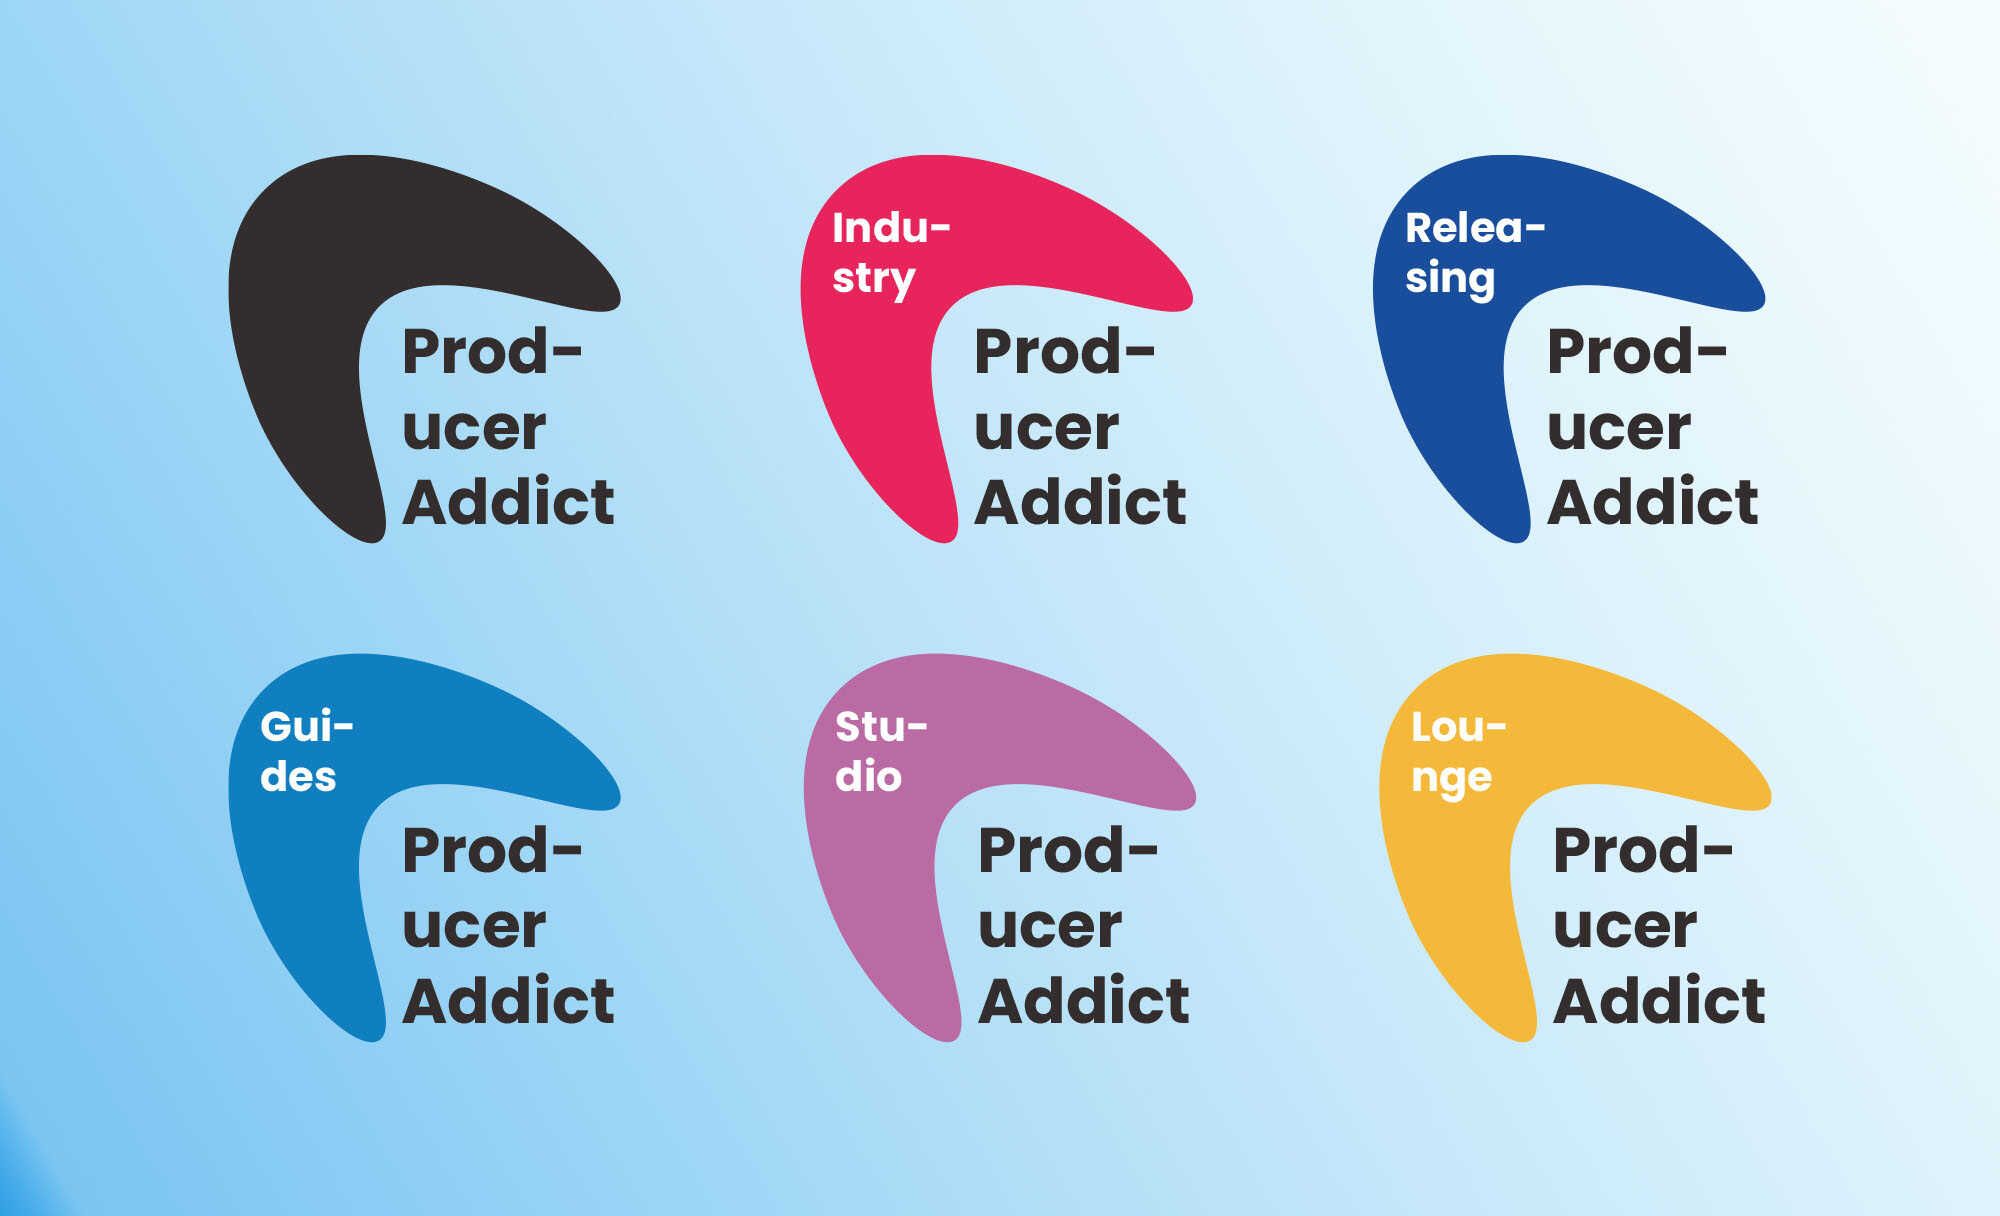 Prod-
ucer
Addict
Indu-
stry
Prod-
ucer
Addict
Relea-
sing
Prod-
ucer
Addict
Gui-
des
Prod-
ucer
Addict
Stu-
dio
Prod-
ucer
Addict
Lou-
nge
Prod-
ucer
Addict